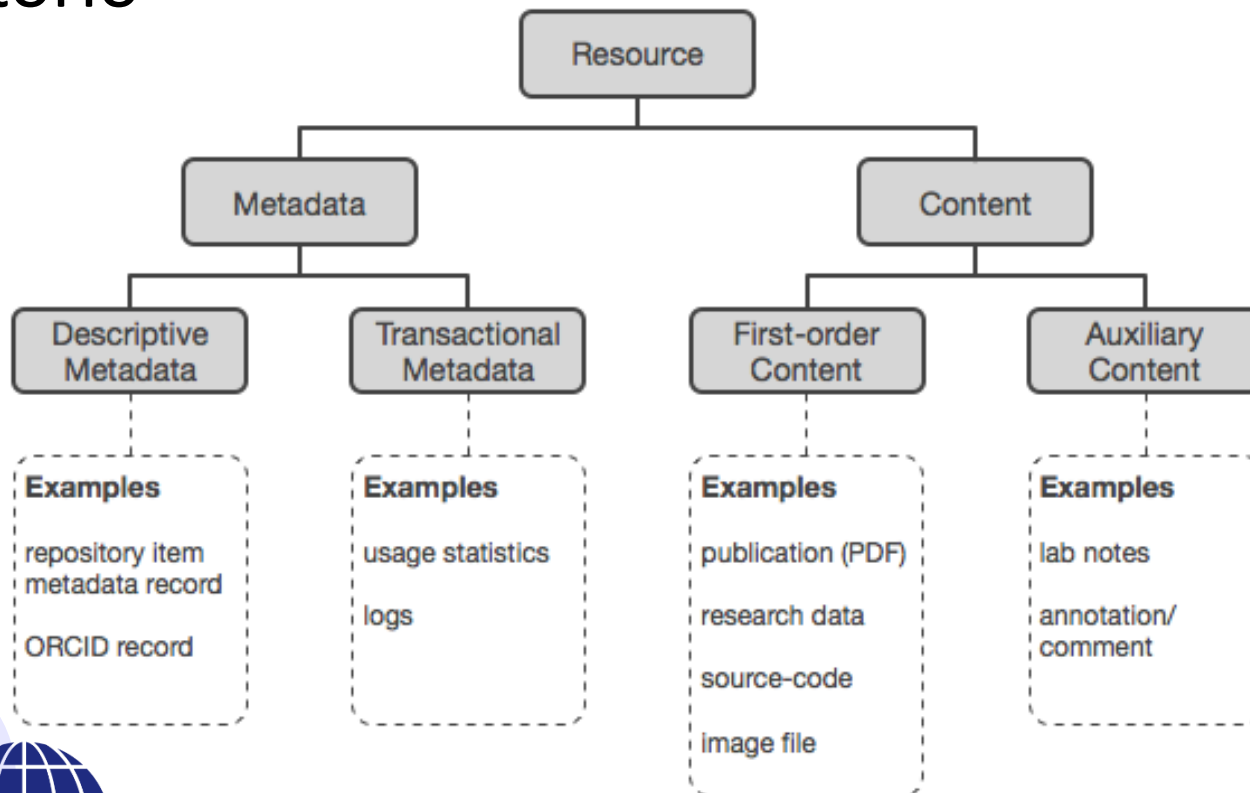 Resource
Metadata
Content
Descriptive
Metadata
Transactional
Metadata
First-order
Content
Auxiliary
Content
Examples
repository item
metadata record
ORCID record
Examples
usage statistics
logs
Examples
publication (PDF)
research data
source-code
image file
Examples
lab notes
annotation/
comment